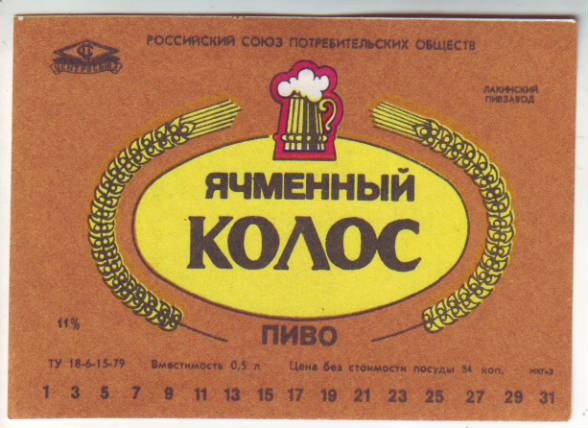 РОССИЙСКИЙ СОЮЗ ПОТРЕБИТЕЛЬСКИХ ОБЩЕСТВ
ЦЕНТРОСОЮЗ
ЛАКИНСКИЙ
ПИВЗАВОД
ЯЧМЕННЫЙ
КОЛОС
11%
ПИВО
ТУ 18-6-15-79 Вместимость 0,5 л Цена без стоимости посуды 34 коп.
1 3 5 7 9 11 13 15 17 19 21 23 25 27 29 31